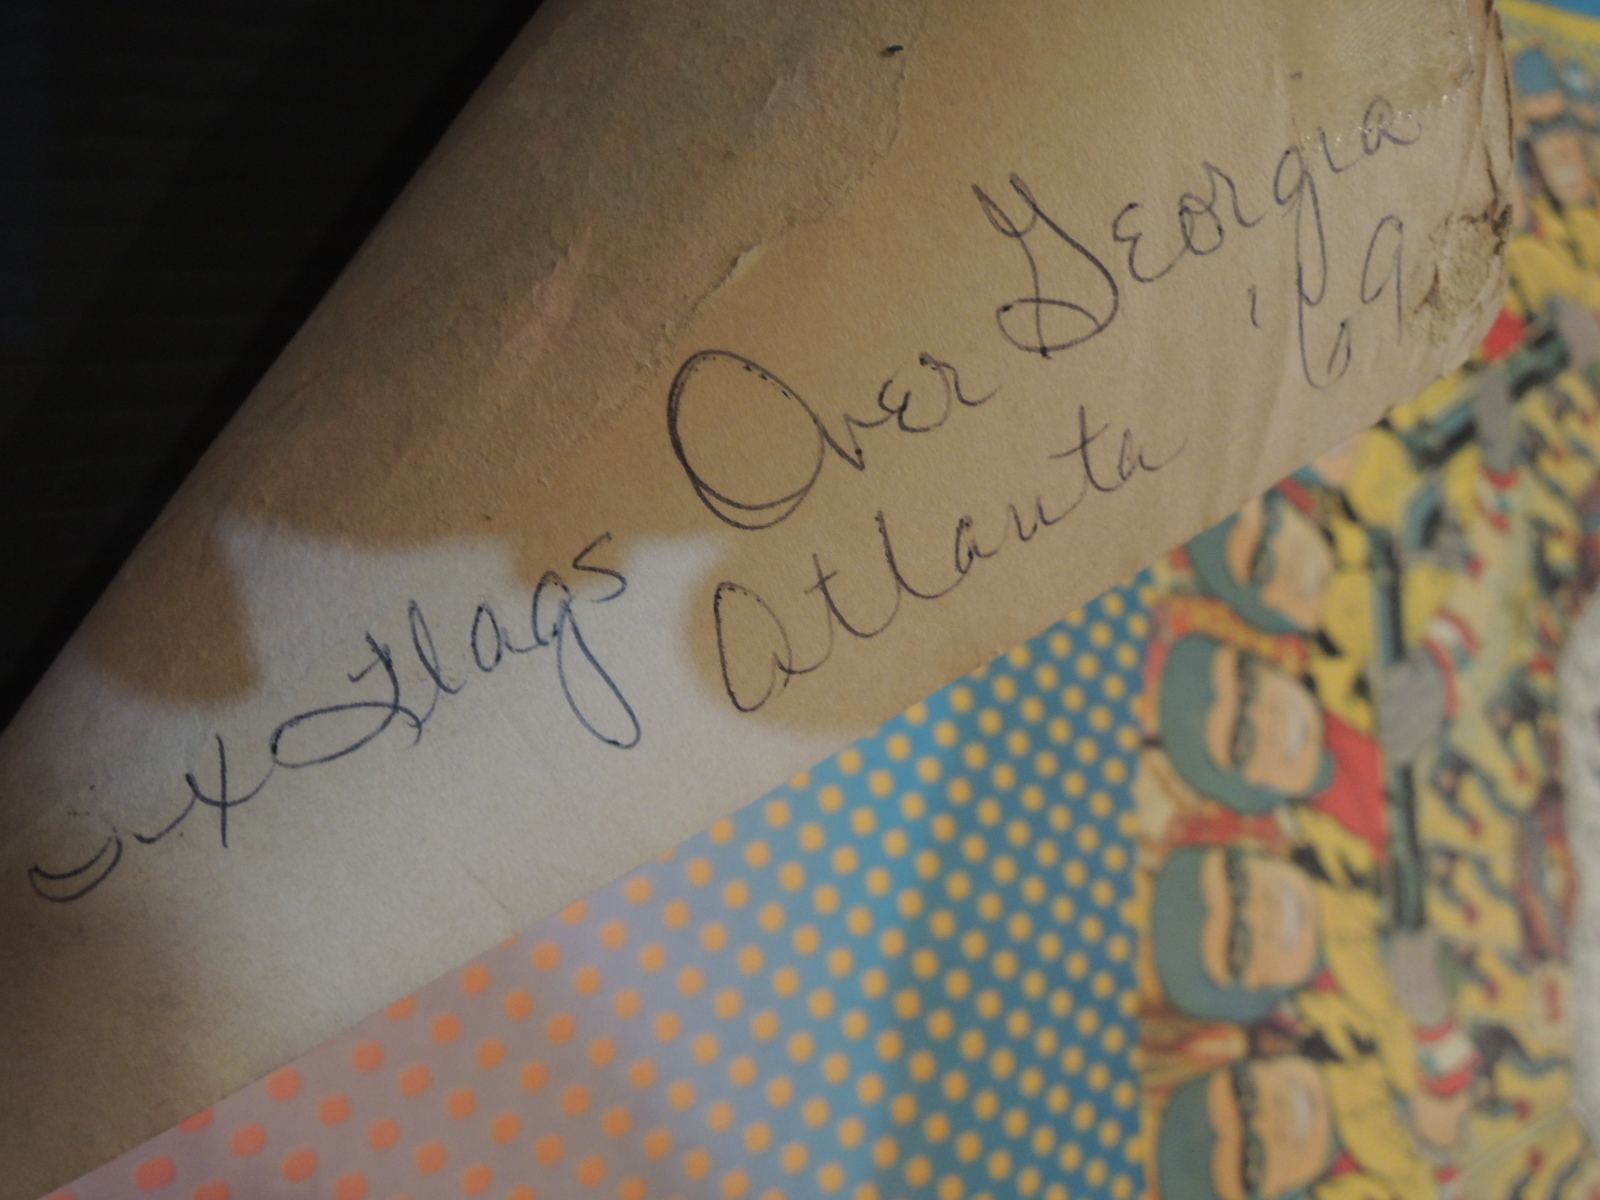 Six Flags Over Georgia
Atlanta '69